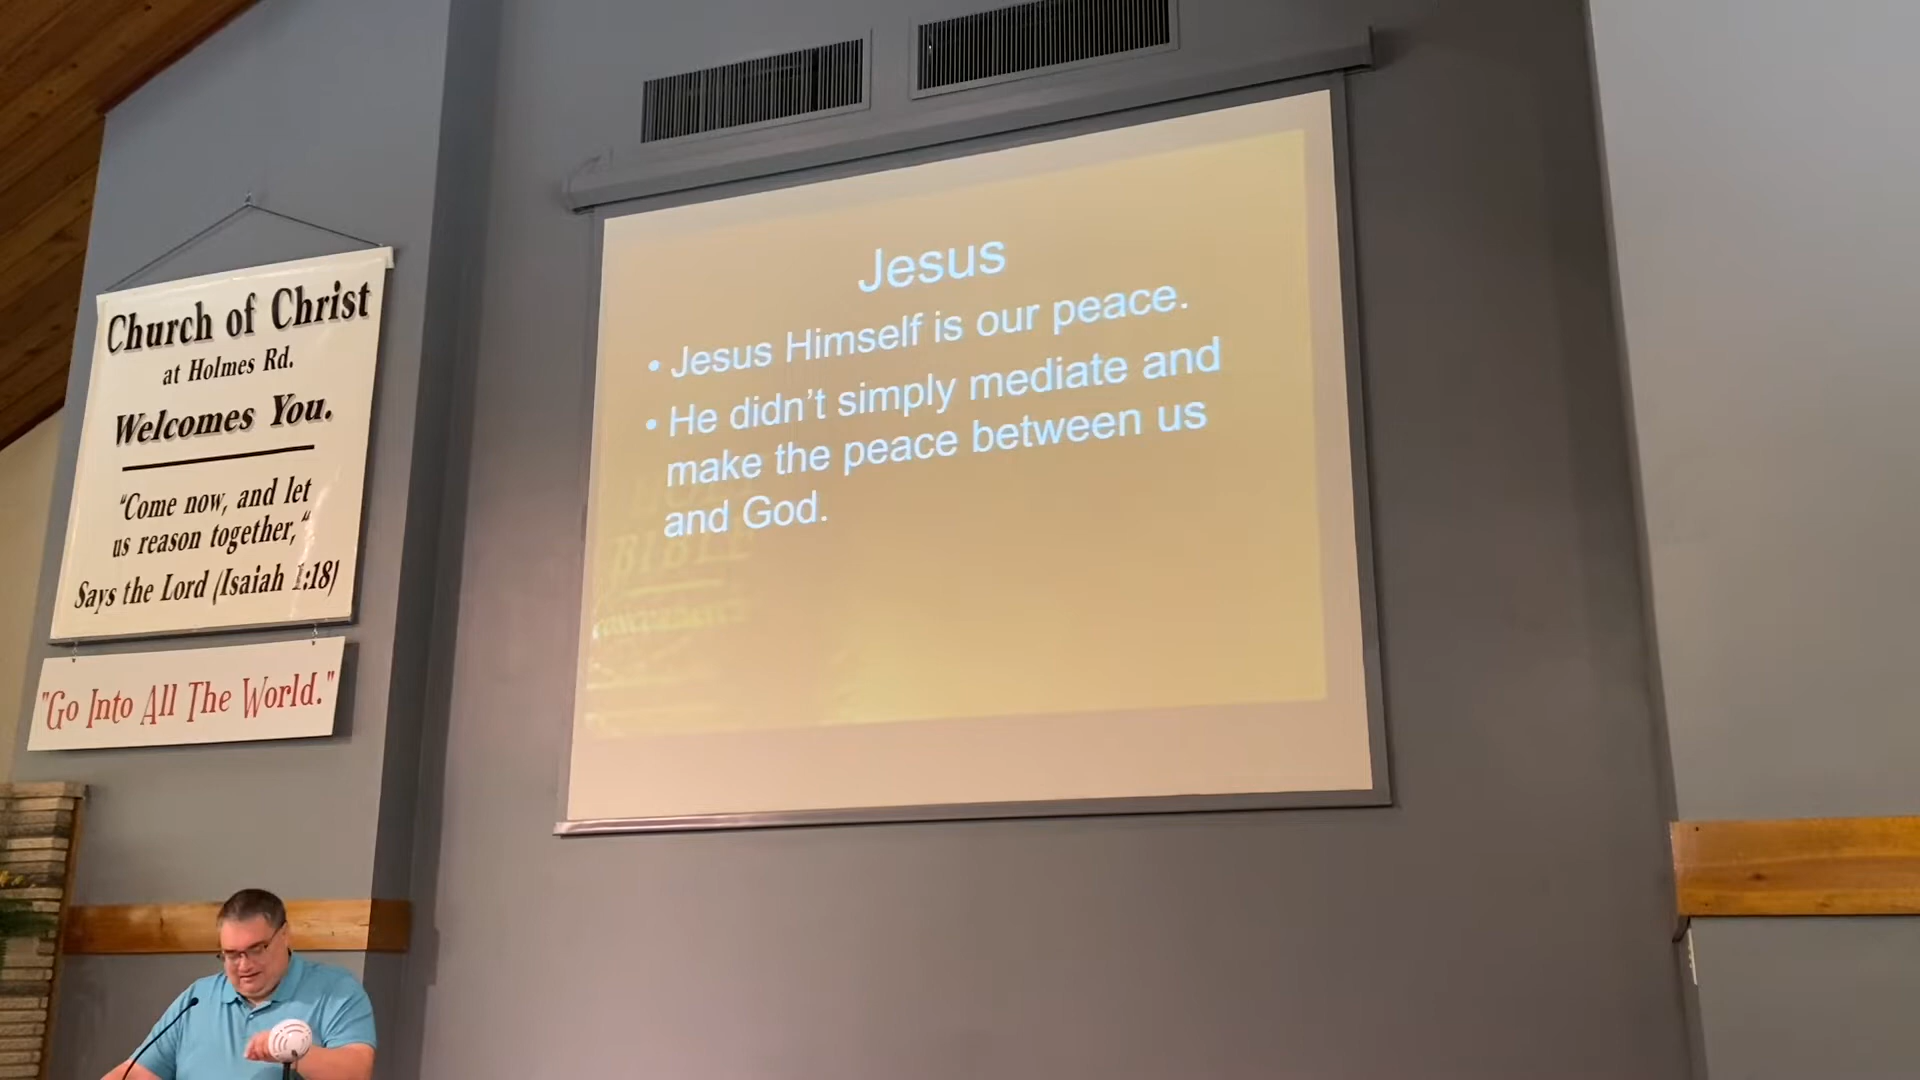 Church of Christ
at Holmes Rd.
Welcomes You.
"Come now, and let
us reason together,"
Says the Lord (Isaiah 1:18)
"Go Into All The World."
Jesus
• Jesus Himself is our peace.
• He didn't simply mediate and
make the peace between us
and God.
BIBLE